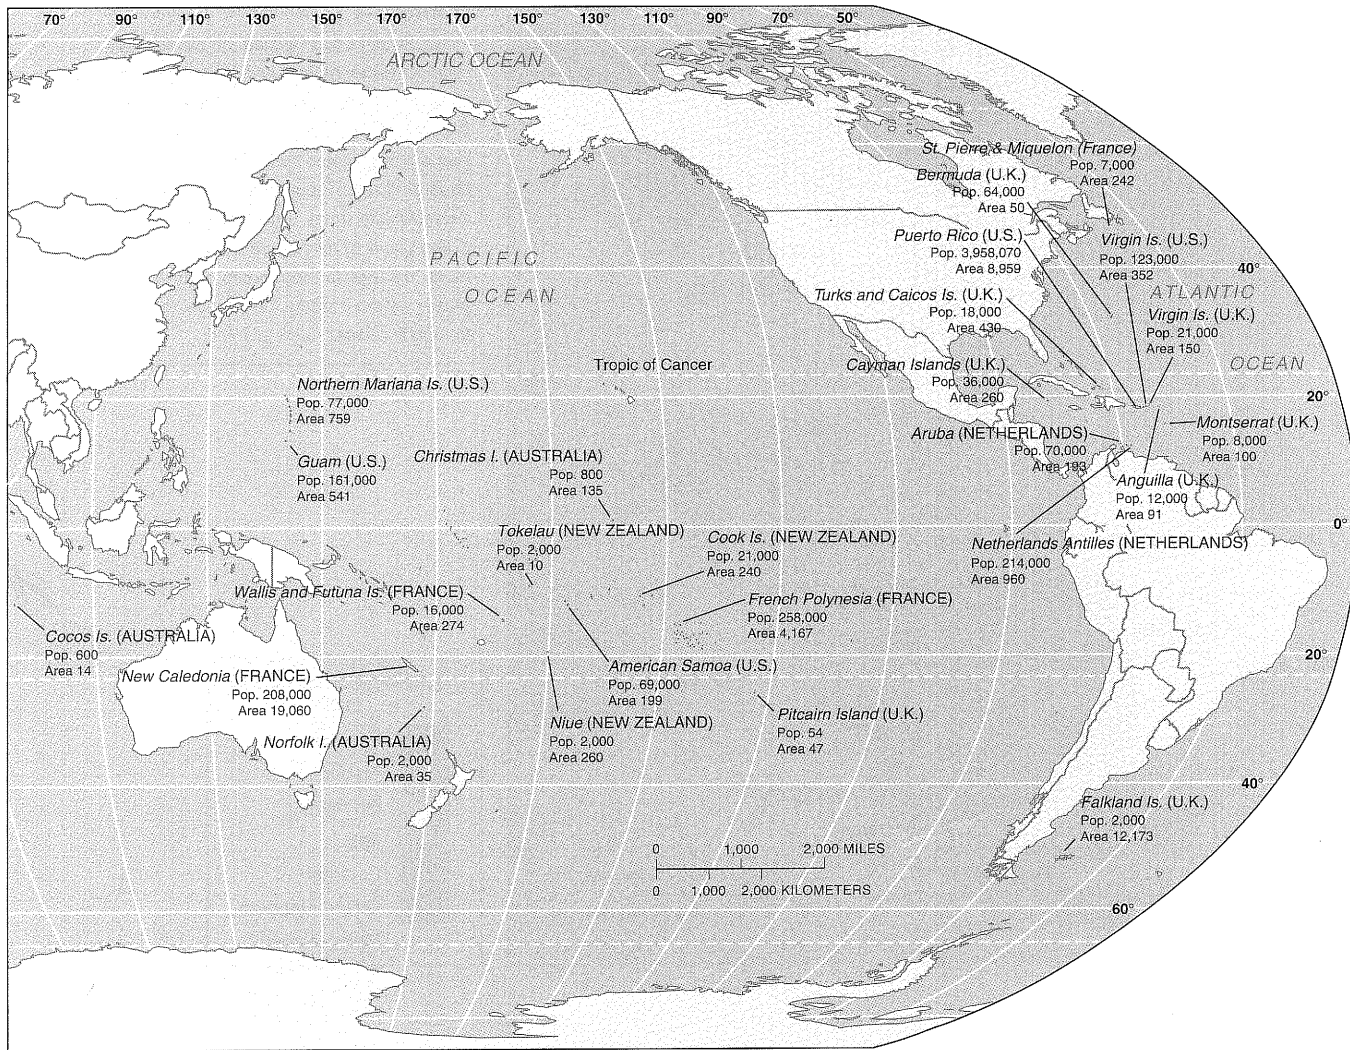 70° 90° 110° 130° 150° 170° 170° 150° 130° 110° 90° 70° 50°
ARCTIC OCEAN
St. Pierre & Miquelon (France)
Pop. 7,000
Area 242
Bermuda (U.K.)
Pop. 64,000
Area 50
Puerto Rico (U.S.)
Pop. 3,958,070
Area 8,959
Virgin Is. (U.S.)
Pop. 123,000
Area 352
40°
PACIFIC
OCEAN
Turks and Caicos Is. (U.K.)
Pop. 18,000
Area 430
ATLANTIC
OCEAN
Virgin Is. (U.K.)
Pop. 21,000
Area 150
Tropic of Cancer
Cayman Islands (U.K.)
Pop. 36,000
Area 260
20°
Northern Mariana Is. (U.S.)
Pop. 77,000
Area 759
Montserrat (U.K.)
Pop. 8,000
Area 100
Aruba (NETHERLANDS)
Pop. 70,000
Area 193
Guam (U.S.)
Pop. 161,000
Area 541
Christmas I. (AUSTRALIA)
Pop. 800
Area 135
Anguilla (U.K.)
Pop. 12,000
Area 91
0°
Tokelau (NEW ZEALAND)
Pop. 2,000
Area 10
Cook Is. (NEW ZEALAND)
Pop. 21,000
Area 240
Netherlands Antilles (NETHERLANDS)
Pop. 214,000
Area 960
Wallis and Futuna Is. (FRANCE)
Pop. 16,000
Area 274
French Polynesia (FRANCE)
Pop. 258,000
Area 4,167
Cocos Is. (AUSTRALIA)
Pop. 600
Area 14
20°
New Caledonia (FRANCE)
Pop. 208,000
Area 19,060
American Samoa (U.S.)
Pop. 69,000
Area 199
Pitcairn Island (U.K.)
Pop. 54
Area 47
Niue (NEW ZEALAND)
Pop. 2,000
Area 260
Norfolk I. (AUSTRALIA)
Pop. 2,000
Area 35
40°
Falkland Is. (U.K.)
Pop. 2,000
Area 12,173
0 1,000 2,000 MILES
0 1,000 2,000 KILOMETERS
60°